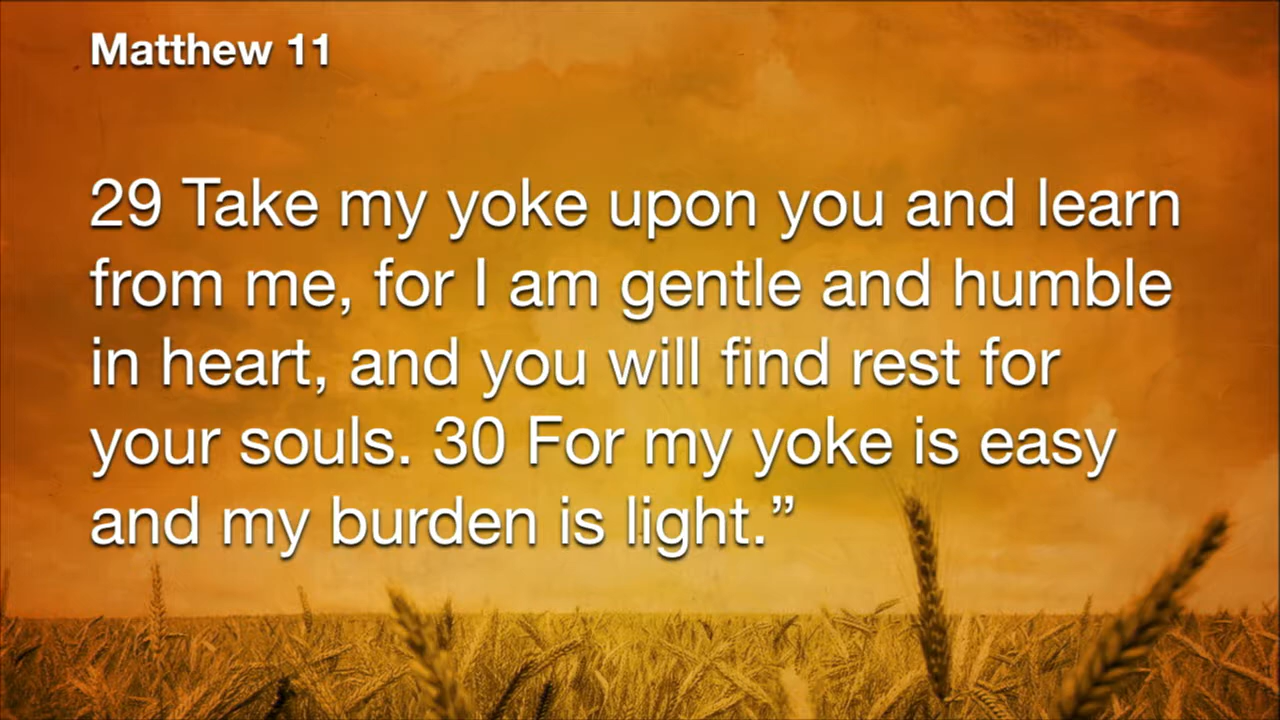 Matthew 11
29 Take my yoke upon you and learn
from me, for I am gentle and humble
in heart, and you will find rest for
your souls. 30 For my yoke is easy
and my burden is light.”